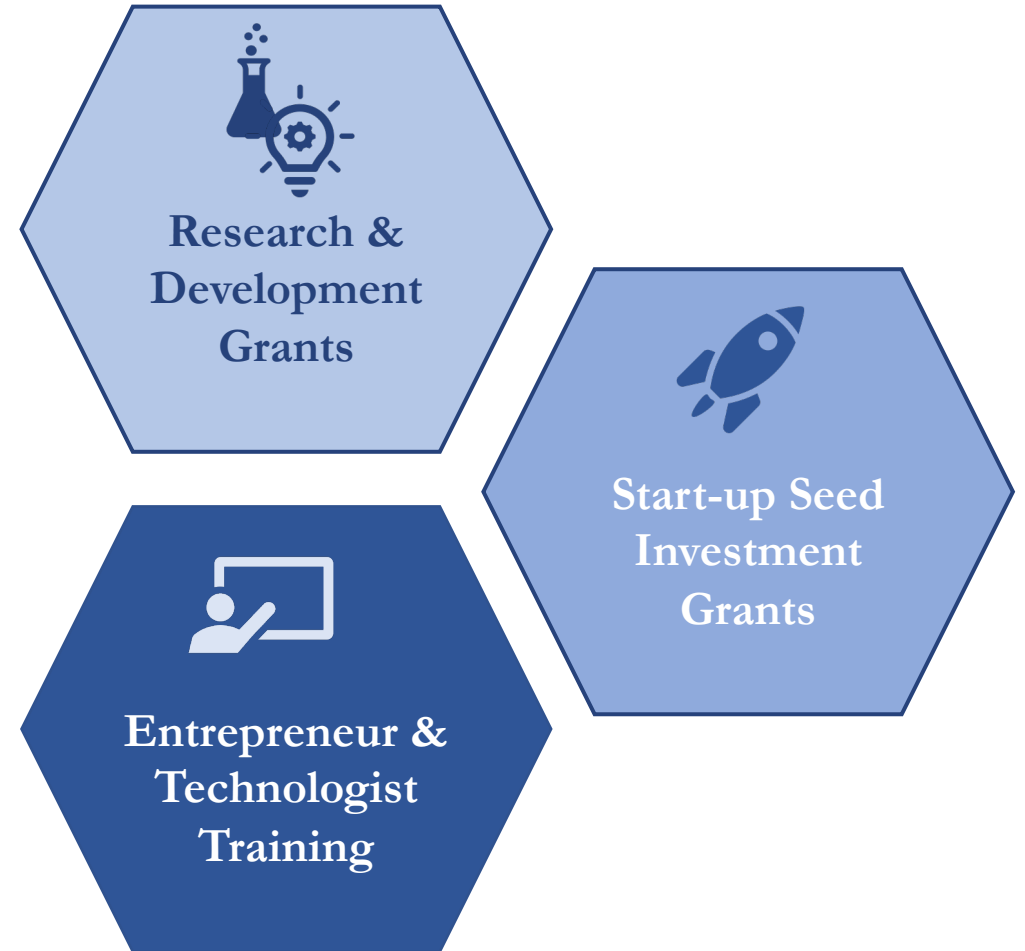 Research &
Development
Grants
Start-up Seed
Investment
Grants
Entrepreneur &
Technologist
Training